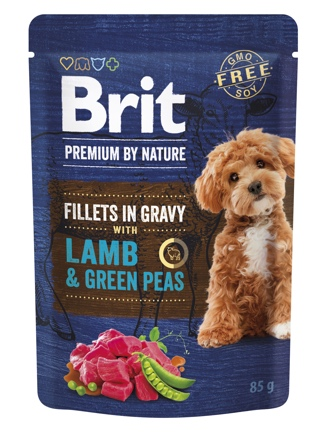 GMO
FREE
SOY
Brit
PREMIUM BY NATURE
FILLETS IN GRAVY
WITH
LAMB
& GREEN PEAS
85 g